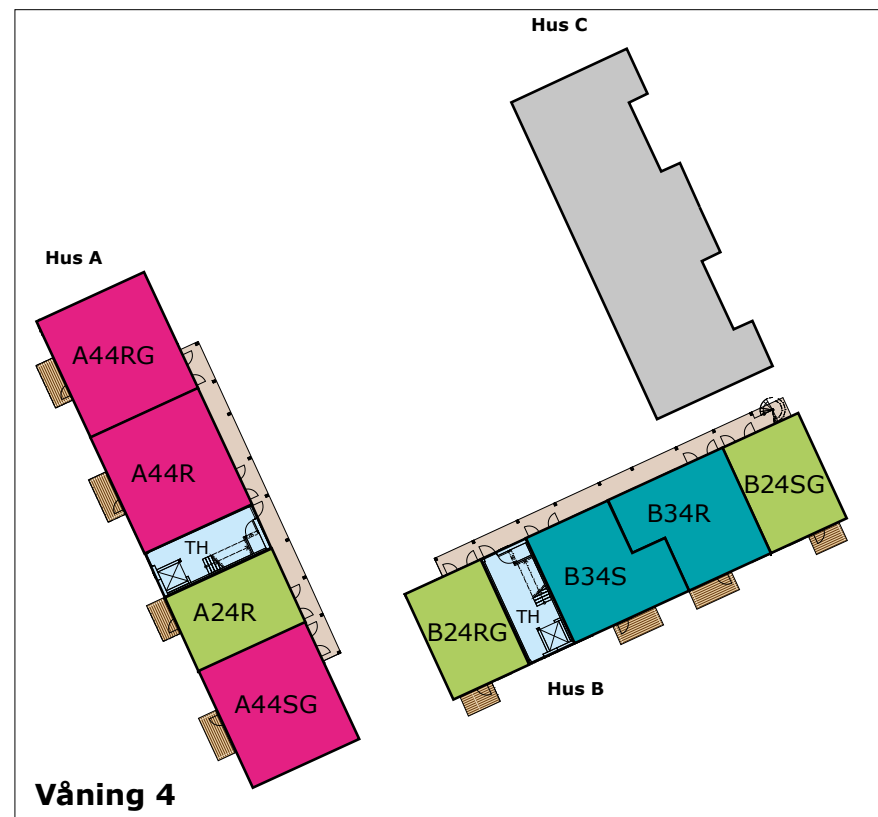 Hus C
Hus A
A44RG
A44R
TH
A24R
A44SG
B24SG
B34R
B34S
TH
B24RG
Hus B
Våning 4